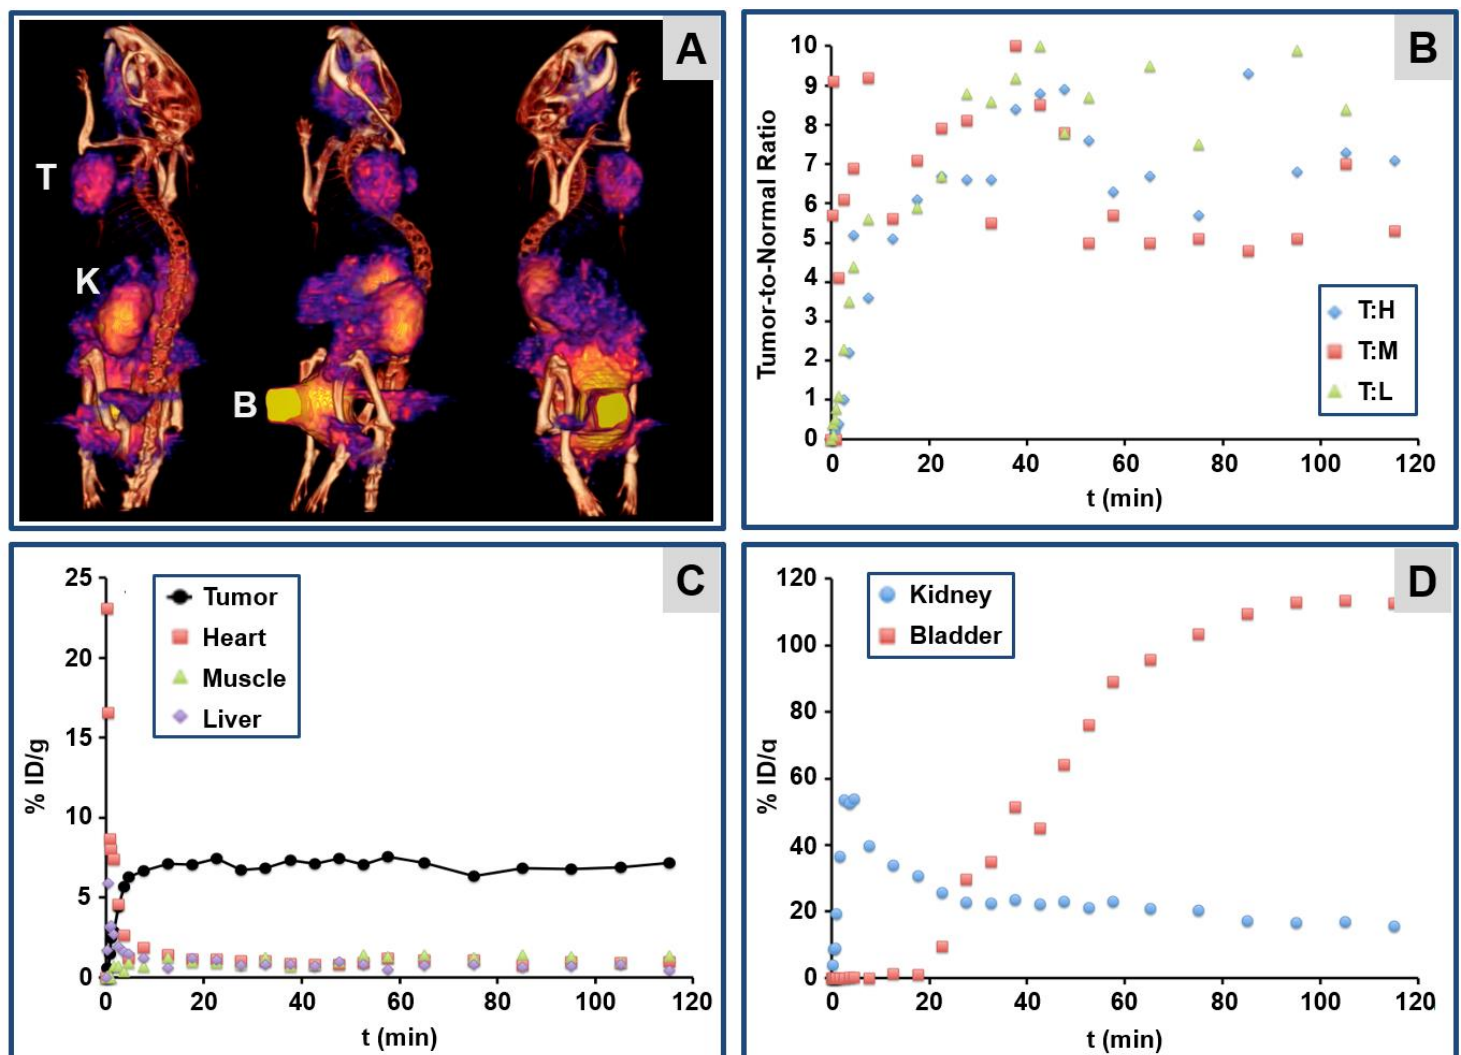 A
T
K
B
B
Tumor-to-Normal Ratio
10
9
8
7
6
5
4
3
2
1
0
0 20 40 60 80 100 120
t (min)
T:H
T:M
T:L
C
% ID/g
25
20
15
10
5
0
0 20 40 60 80 100 120
t (min)
Tumor
Heart
Muscle
Liver
D
% ID/g
120
100
80
60
40
20
0
0 20 40 60 80 100 120
t (min)
Kidney
Bladder